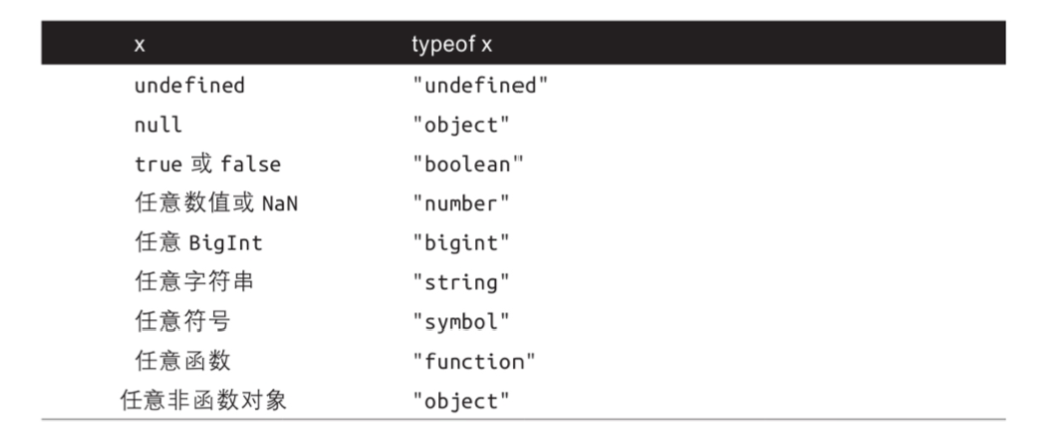 x typeof x
undefined "undefined"
null "object"
true 或 false "boolean"
任意数值或 NaN "number"
任意 BigInt "bigint"
任意字符串 "string"
任意符号 "symbol"
任意函数 "function"
任意非函数对象 "object"